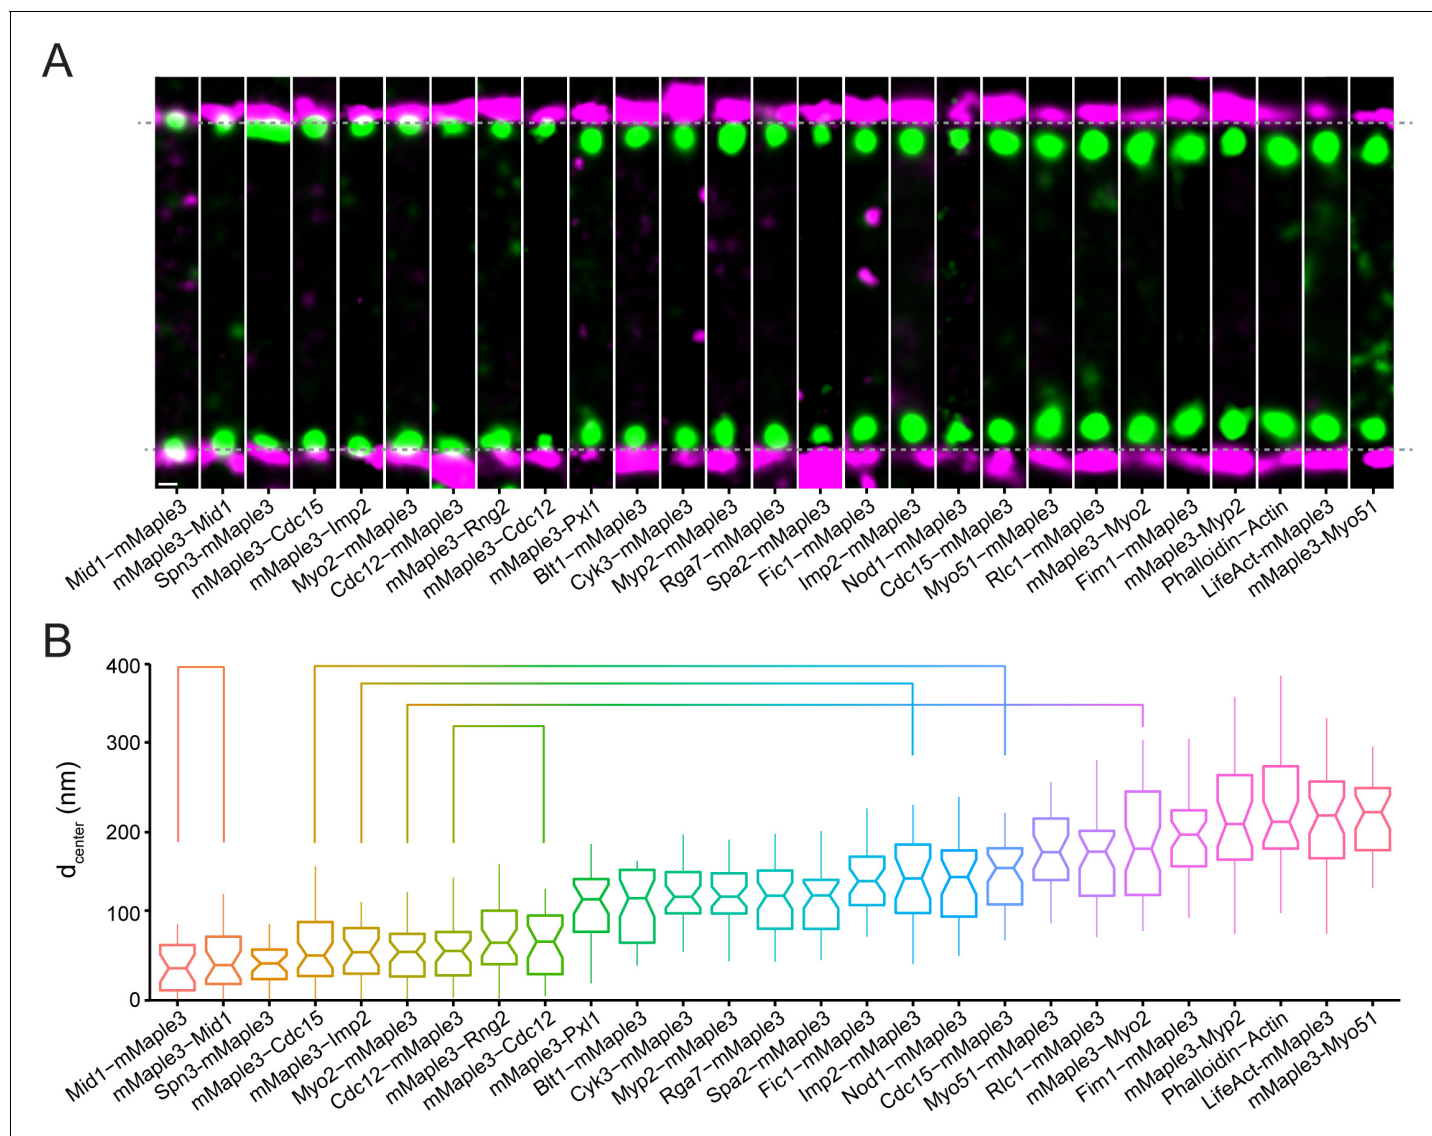 A
Mid1−mMaple3
mMaple3−Mid1
Spn3−mMaple3
mMaple3−Cdc15
mMaple3−Imp2
Myo2−mMaple3
Cdc12−mMaple3
mMaple3−Rng2
mMaple3−Cdc12
mMaple3−Pxl1
Blt1−mMaple3
Cyk3−mMaple3
Myp2−mMaple3
Rga7−mMaple3
Spa2−mMaple3
Fic1−mMaple3
Imp2−mMaple3
Nod1−mMaple3
Cdc15−mMaple3
Myo51−mMaple3
Rlc1−mMaple3
mMaple3−Myo2
Fim1−mMaple3
mMaple3−Myp2
Phalloidin−Actin
LifeAct-mMaple3
mMaple3-Myo51
B
400
300
200
100
0
dcenter (nm)
Mid1−mMaple3
mMaple3−Mid1
Spn3−mMaple3
mMaple3−Cdc15
mMaple3−Imp2
Myo2−mMaple3
Cdc12−mMaple3
mMaple3−Rng2
mMaple3−Cdc12
mMaple3−Pxl1
Blt1−mMaple3
Cyk3−mMaple3
Myp2−mMaple3
Rga7−mMaple3
Spa2−mMaple3
Fic1−mMaple3
Imp2−mMaple3
Nod1−mMaple3
Cdc15−mMaple3
Myo51−mMaple3
Rlc1−mMaple3
mMaple3−Myo2
Fim1−mMaple3
mMaple3−Myp2
Phalloidin−Actin
LifeAct-mMaple3
mMaple3-Myo51